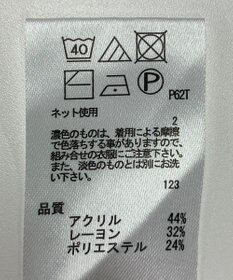 40
P
P62T
ネット使用
2
濃色のものは、着用による摩擦
で色落ちする事がありますので、
組み合せの衣服にご注意下さい。
また、淡色のものと別にお洗
い下さい。
123
品質
アクリル 44%
レーヨン 32%
ポリエステル 24%